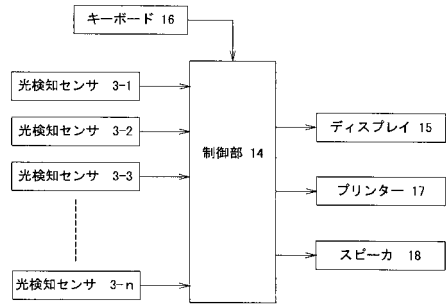 キーボード 16
光検知センサ 3-1
光検知センサ 3-2
光検知センサ 3-3
光検知センサ 3-n
制御部 14
ディスプレイ 15
プリンター 17
スピーカ 18